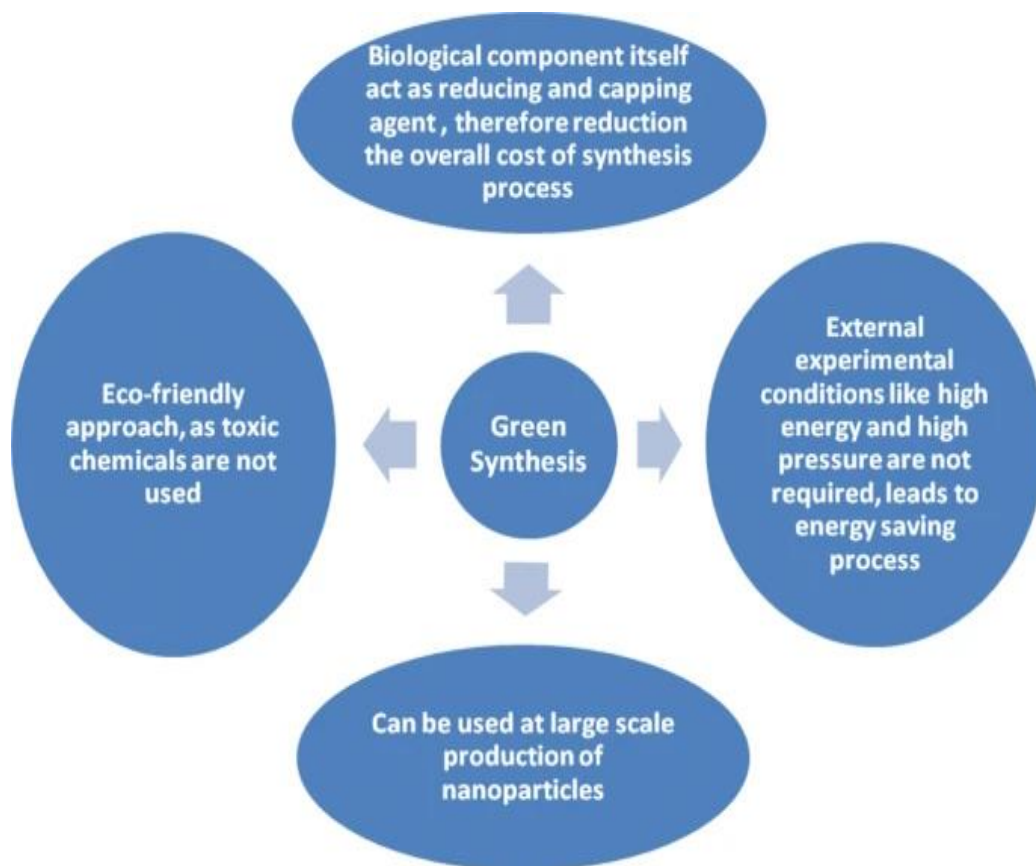 Biological component itself
act as reducing and capping
agent , therefore reduction
the overall cost of synthesis
process
Eco-friendly
approach, as toxic
chemicals are not
used
Green
Synthesis
External
experimental
conditions like high
energy and high
pressure are not
required, leads to
energy saving
process
Can be used at large scale
production of
nanoparticles